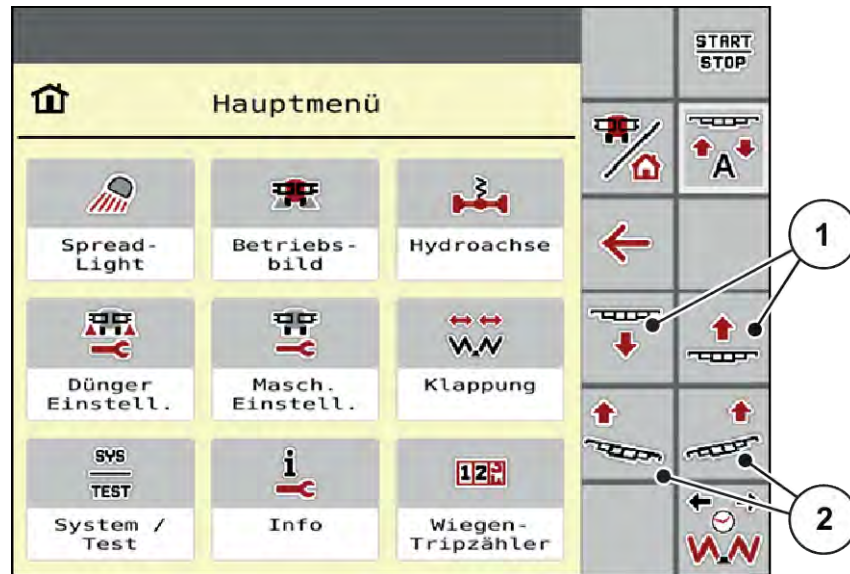 START
STOP
Hauptmenü
A
1
Spread-
Light
Betriebs-
bild
Hydroachse
Dünger
Einstell.
Masch.
Einstell.
Klappung
SYS
TEST
i
12
System /
Test
Info
Wiegen-
Tripzähler
2